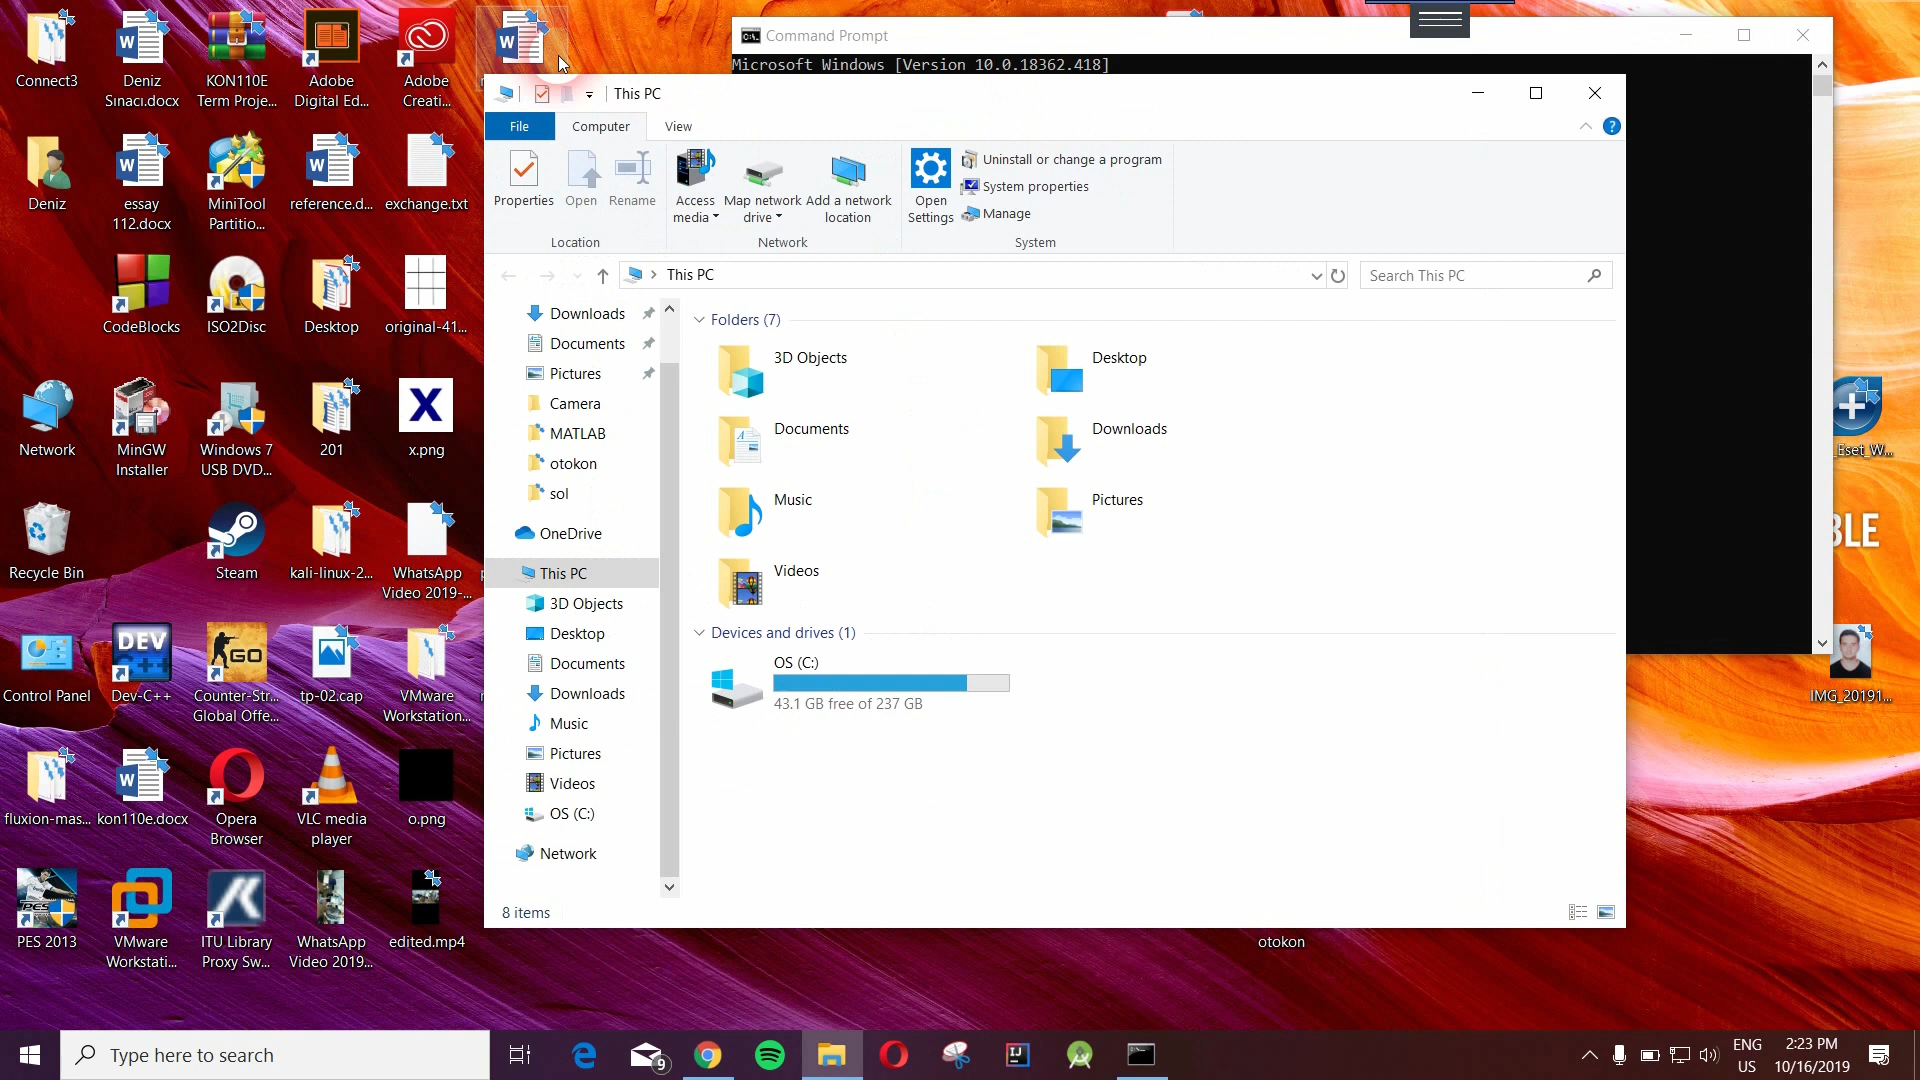 Connect3
Deniz
Sınacı.docx
KON110E
Term Proje...
Adobe
Digital Ed...
Adobe
Creati...
Deniz
essay
112.docx
MiniTool
Partitio...
reference.d...
exchange.txt
CodeBlocks
ISO2Disc
Desktop
original-41...
Network
MinGW
Installer
Windows 7
USB DVD...
201
x.png
Recycle Bin
Steam
kali-linux-2...
WhatsApp
Video 2019-...
Control Panel
DEV
C++
Dev-C++
GO
Counter-Str...
Global Offe...
tp-02.cap
VMware
Workstation...
fluxion-mas...
kon110e.docx
Opera
Browser
VLC media
player
o.png
PES
PES 2013
VMware
Workstati...
ITU Library
Proxy Sw...
WhatsApp
Video 2019...
edited.mp4
Command Prompt
Microsoft Windows [Version 10.0.18362.418]
This PC
File
Computer
View
Properties
Open
Rename
Location
Access
media
Map network
drive
Add a network
location
Network
Open
Settings
Uninstall or change a program
System properties
Manage
System
This PC
Search This PC
Downloads
Documents
Pictures
Camera
MATLAB
otokon
sol
OneDrive
This PC
3D Objects
Desktop
Documents
Downloads
Music
Pictures
Videos
OS (C:)
Network
Folders (7)
3D Objects
Desktop
Documents
Downloads
Music
Pictures
Videos
Devices and drives (1)
OS (C:)
43.1 GB free of 237 GB
8 items
_Eset_W...
BLE
IMG_20191...
otokon
Type here to search
9
IJ
ENG
US
2:23 PM
10/16/2019